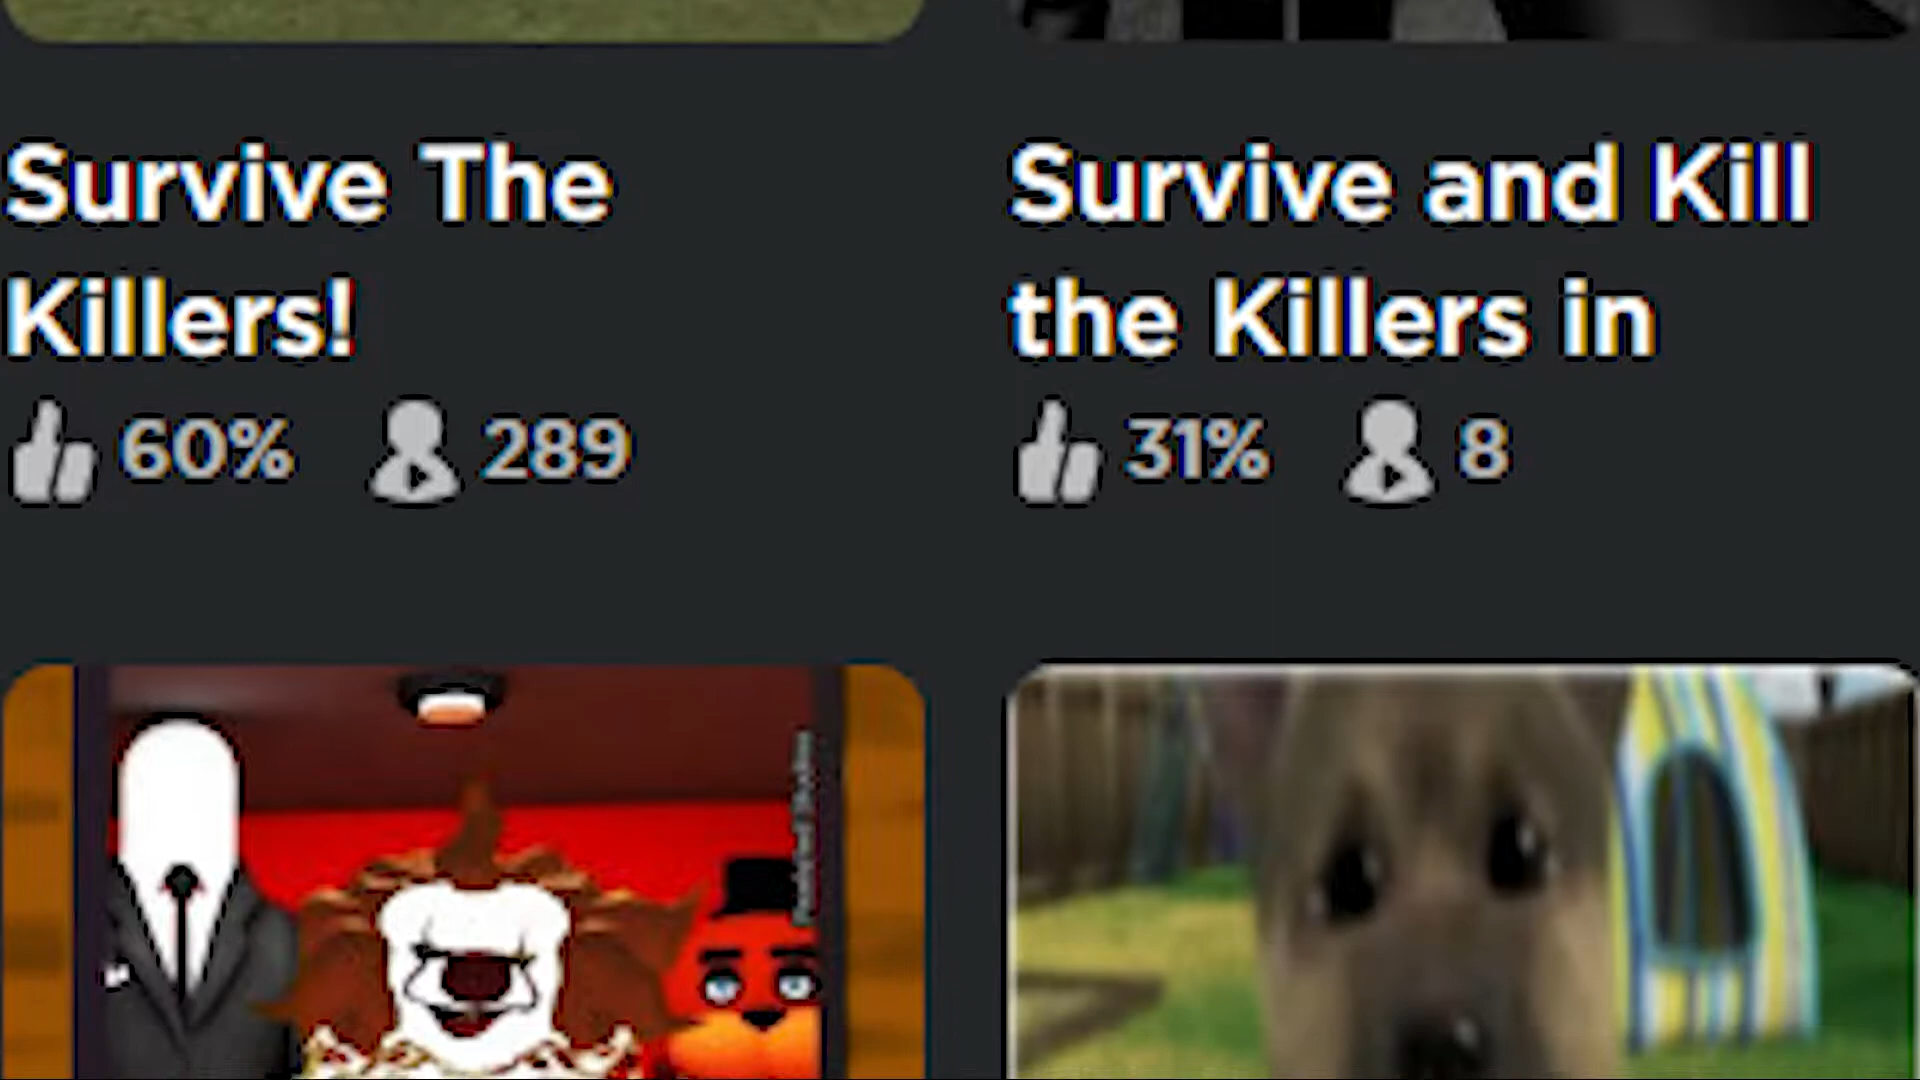 Survive The
Killers!
60% 289
Survive and Kill
the Killers in
31% 8